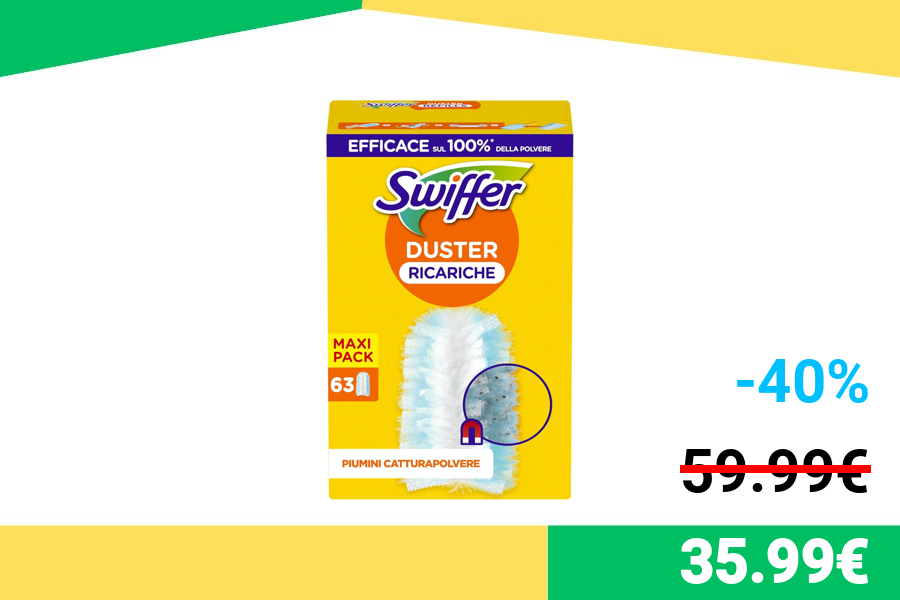 Swiffer
EFFICACE SUL 100%* DELLA POLVERE
Swiffer
DUSTER
RICARICHE
MAXI
PACK
63
PIUMINI CATTURAPOLVERE
-40%
59.99€
35.99€